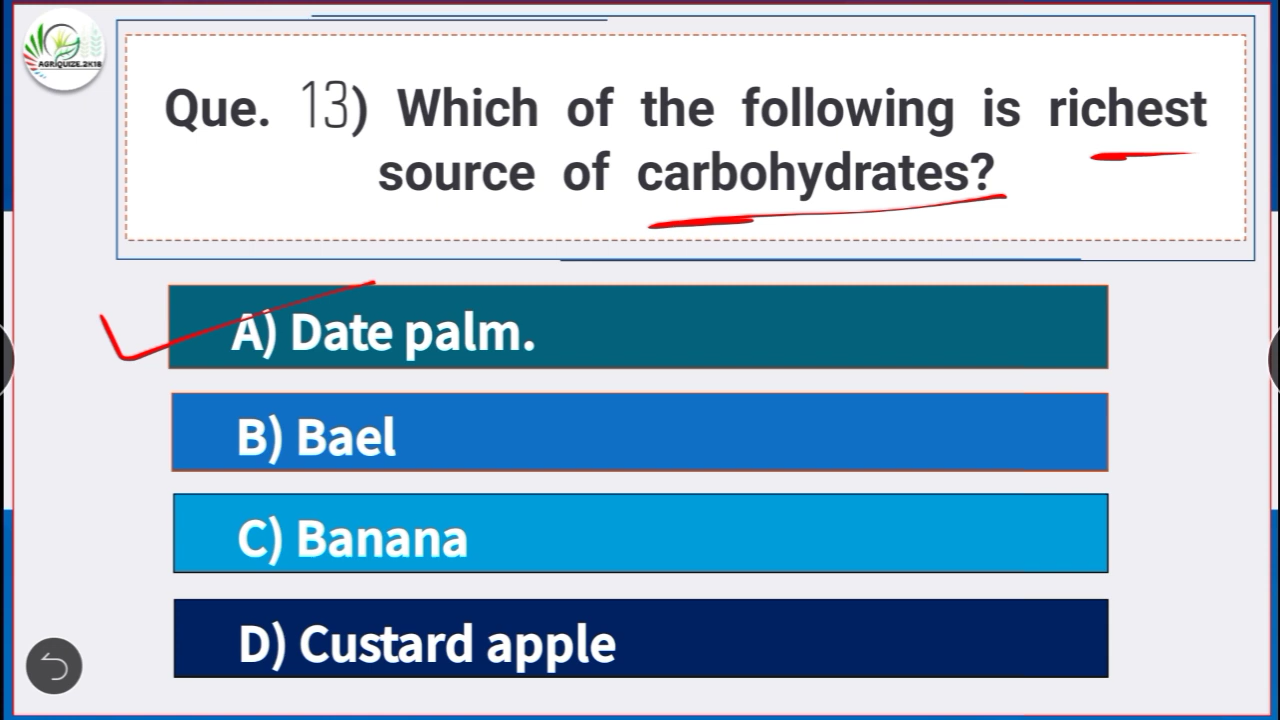 AGRIQUIZE.2K18
Que. 13) Which of the following is richest
source of carbohydrates?
A) Date palm.
B) Bael
C) Banana
D) Custard apple